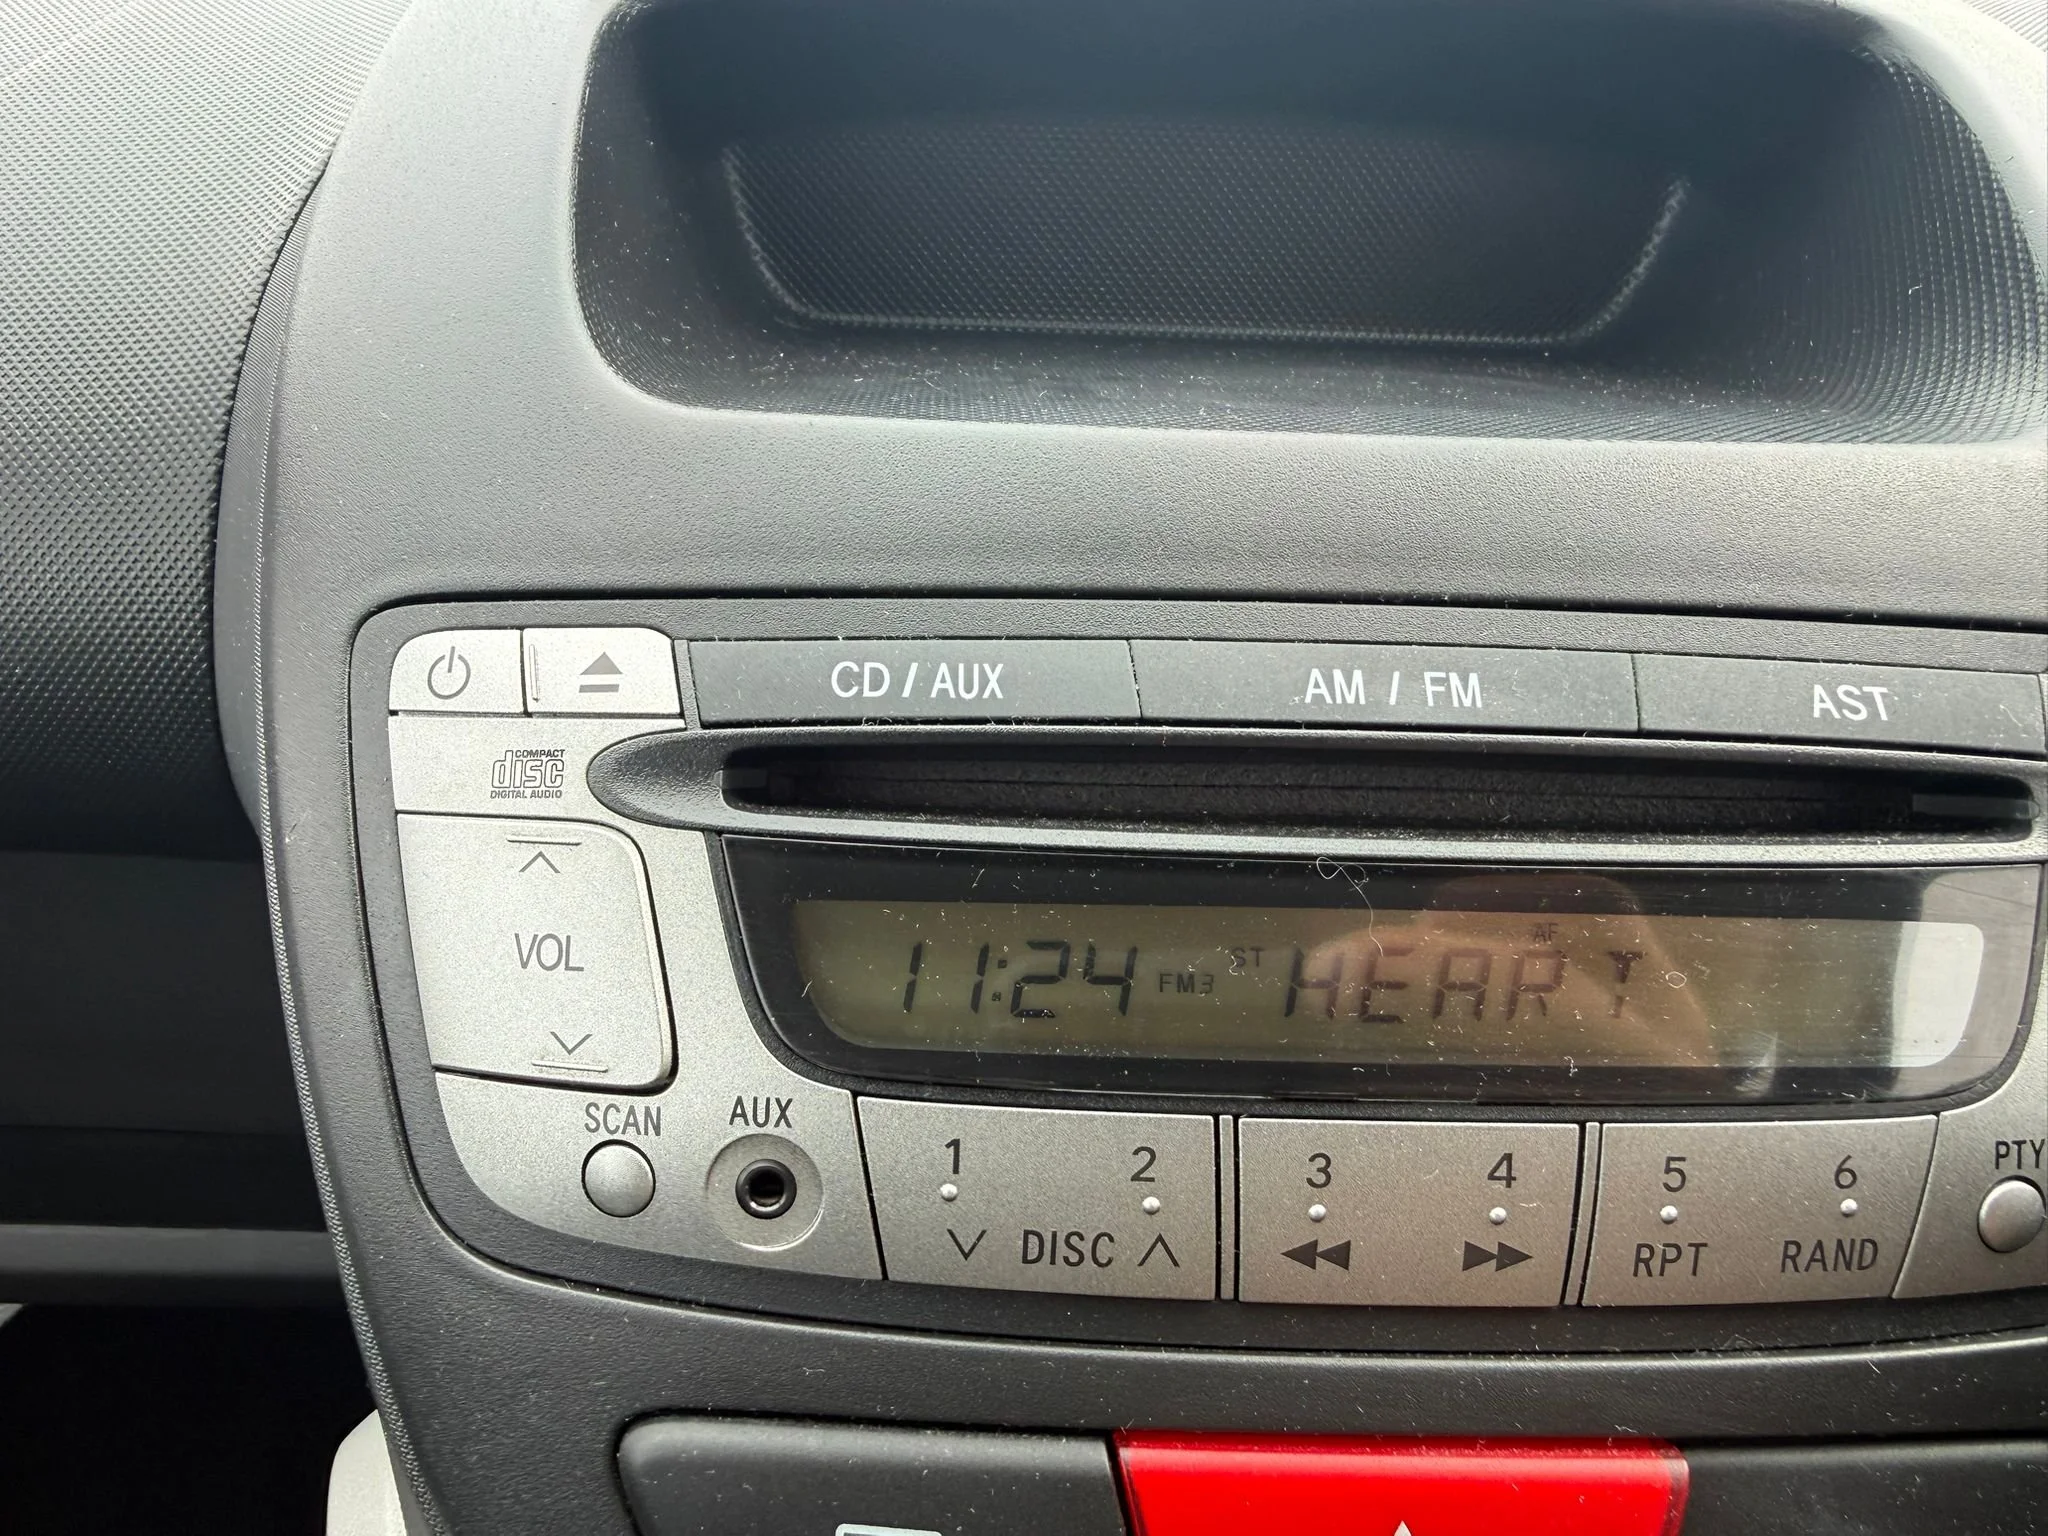 CD / AUX
AM / FM
AST
COMPACT
disc
DIGITAL AUDIO
VOL
11:24 FM3 ST HEART
AF
SCAN
AUX
1
2
3
4
5
6
PTY
DISC
RPT
RAND